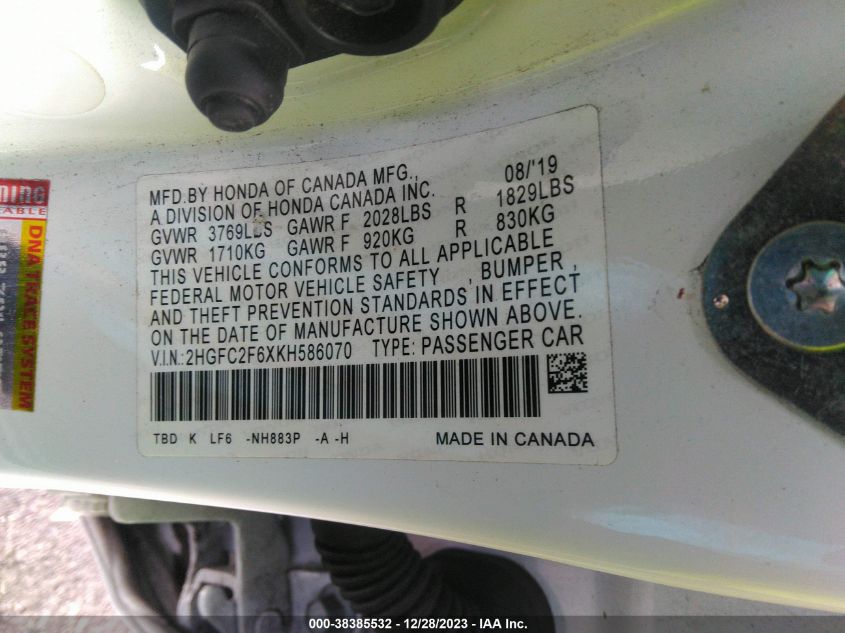 MFD.BY HONDA OF CANADA MFG., 08/'19
A DIVISION OF HONDA CANADA INC.
GVWR 3769LBS GAWR F 2028LBS R 1829LBS
GVWR 1710KG GAWR F 920KG R 830KG
THIS VEHICLE CONFORMS TO ALL APPLICABLE
FEDERAL MOTOR VEHICLE SAFETY , BUMPER ,
AND THEFT PREVENTION STANDARDS IN EFFECT
ON THE DATE OF MANUFACTURE SHOWN ABOVE.
V.I.N.:2HGFC2F6XKH586070 TYPE: PASSENGER CAR
TBD K LF6 -NH883P -A -H MADE IN CANADA
DNA TRACE SYSTEM
000-38385532 - 12/28/2023 - IAA Inc.